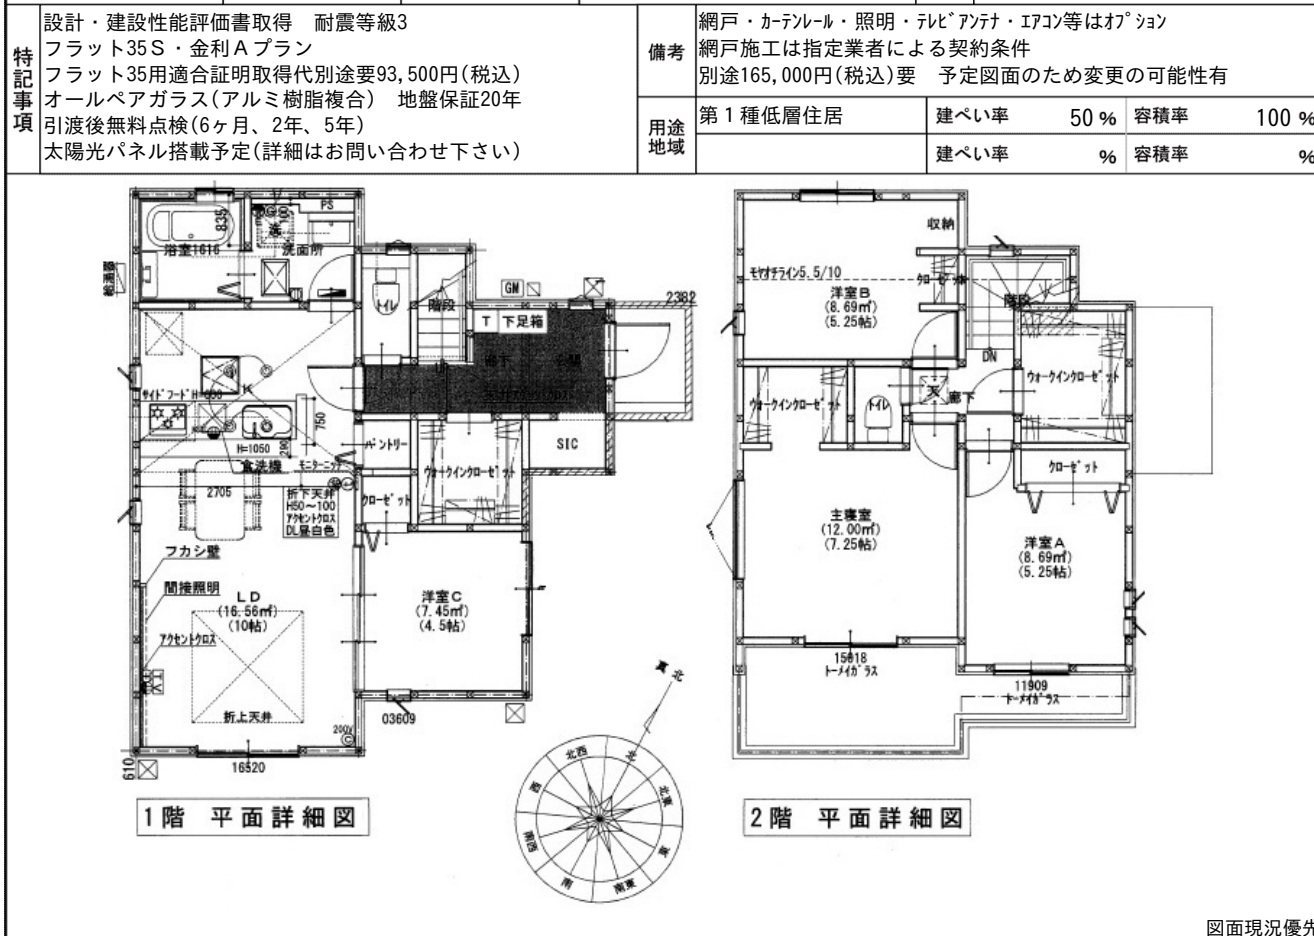 特記事項
設計・建設性能評価書取得　耐震等級3
フラット35S・金利Aプラン
フラット35用適合証明取得代別途要93,500円(税込)
オールペアガラス(アルミ樹脂複合)　地盤保証20年
引渡後無料点検(6ヶ月、2年、5年)
太陽光パネル搭載予定(詳細はお問い合わせ下さい)
備考
網戸・カーテンレール・照明・テレビアンテナ・エアコン等はオプション
網戸施工は指定業者による契約条件
別途165,000円(税込)要　予定図面のため変更の可能性有
用途地域
第1種低層住居
建ぺい率 50 % 容積率 100 %
建ぺい率 % 容積率 %
PS
835
100
洗
浴室1616
洗面所
給湯器
トイレ
階段
GM
2382
T 下足箱
廊下
玄関
サイドフードH=600
K
750
H=1050
290
食洗機
モニターニッチ
パントリー
SIC
ウォークインクローゼット
クローゼット
2705
折下天井
H50～100
アクセントクロス
DL昼白色
フカシ壁
間接照明
LD
(16.56㎡)
(10帖)
アクセントクロス
折上天井
200V
洋室C
(7.45㎡)
(4.5帖)
03609
610
16520
1階　平面詳細図
収納
モヤオチライン5.5/10
クローゼット
洋室B
(8.69㎡)
(5.25帖)
階段
DN
ウォークインクローゼット
ウォークインクローゼット
トイレ
天
廊下
クローゼット
主寝室
(12.00㎡)
(7.25帖)
洋室A
(8.69㎡)
(5.25帖)
15018
トーメイガラス
11909
トーメイガラス
2階　平面詳細図
真北
北
北東
東
南東
南
南西
西
北西
図面現況優先